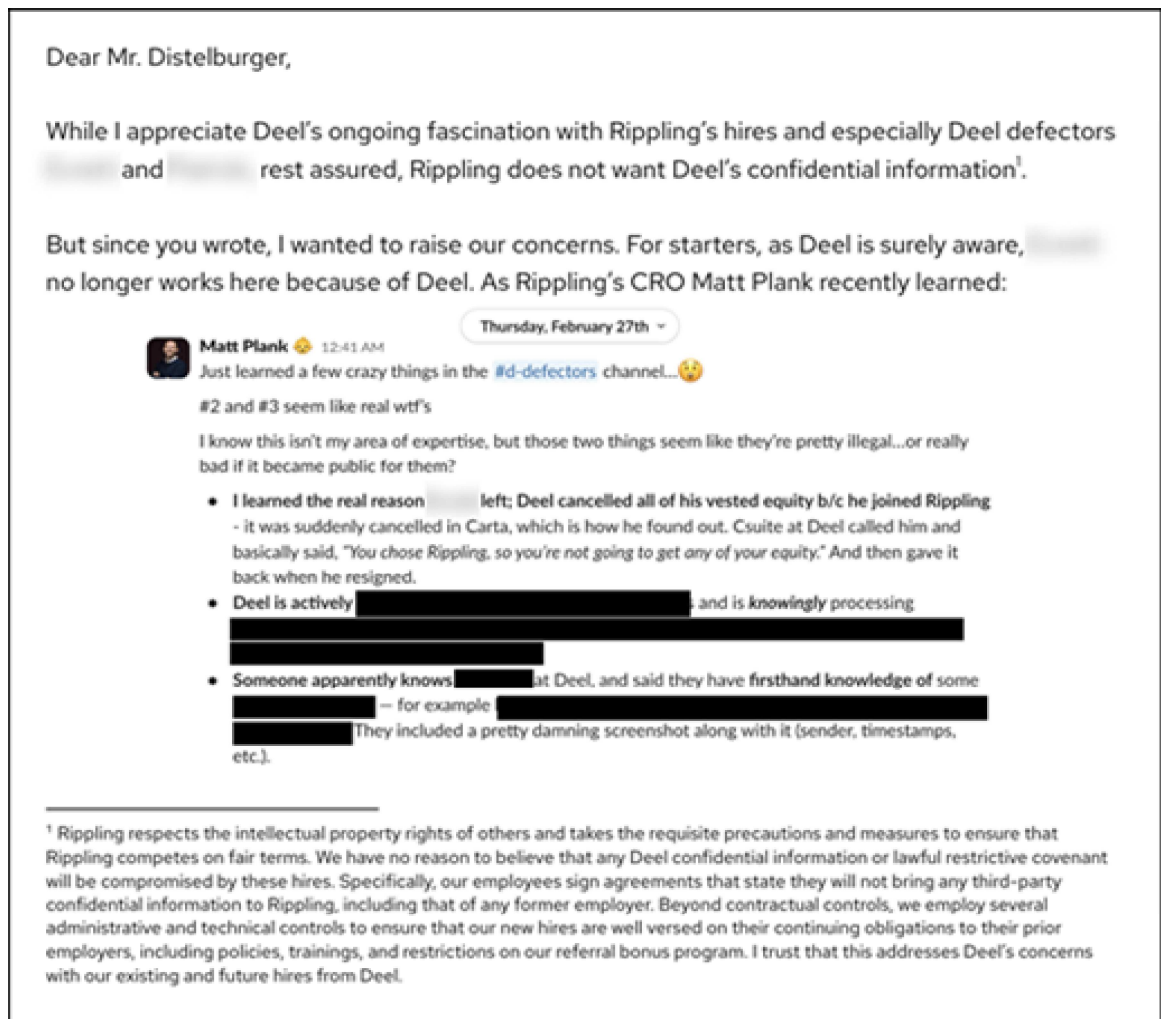 Dear Mr. Distelburger,
While I appreciate Deel's ongoing fascination with Rippling's hires and especially Deel defectors
and rest assured, Rippling does not want Deel's confidential information¹.
But since you wrote, I wanted to raise our concerns. For starters, as Deel is surely aware,
no longer works here because of Deel. As Rippling's CRO Matt Plank recently learned:
Thursday, February 27th
Matt Plank 12:41 AM
Just learned a few crazy things in the #d-defectors channel...😲
#2 and #3 seem like real wtf's
I know this isn't my area of expertise, but those two things seem like they're pretty illegal...or really
bad if it became public for them?
• I learned the real reason left; Deel cancelled all of his vested equity b/c he joined Rippling
- it was suddenly cancelled in Carta, which is how he found out. Csuite at Deel called him and
basically said, "You chose Rippling, so you're not going to get any of your equity." And then gave it
back when he resigned.
• Deel is actively and is knowingly processing
• Someone apparently knows at Deel, and said they have firsthand knowledge of some
— for example
They included a pretty damning screenshot along with it (sender, timestamps,
etc.).
¹ Rippling respects the intellectual property rights of others and takes the requisite precautions and measures to ensure that
Rippling competes on fair terms. We have no reason to believe that any Deel confidential information or lawful restrictive covenant
will be compromised by these hires. Specifically, our employees sign agreements that state they will not bring any third-party
confidential information to Rippling, including that of any former employer. Beyond contractual controls, we employ several
administrative and technical controls to ensure that our new hires are well versed on their continuing obligations to their prior
employers, including policies, trainings, and restrictions on our referral bonus program. I trust that this addresses Deel's concerns
with our existing and future hires from Deel.